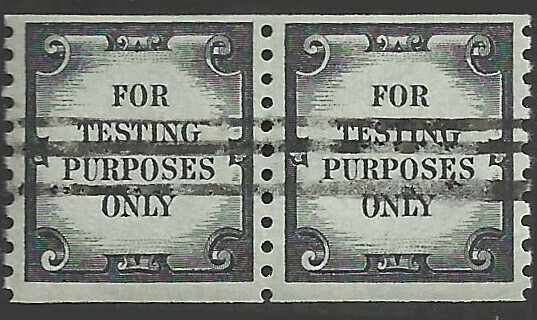 FOR
TESTING
PURPOSES
ONLY
FOR
TESTING
PURPOSES
ONLY